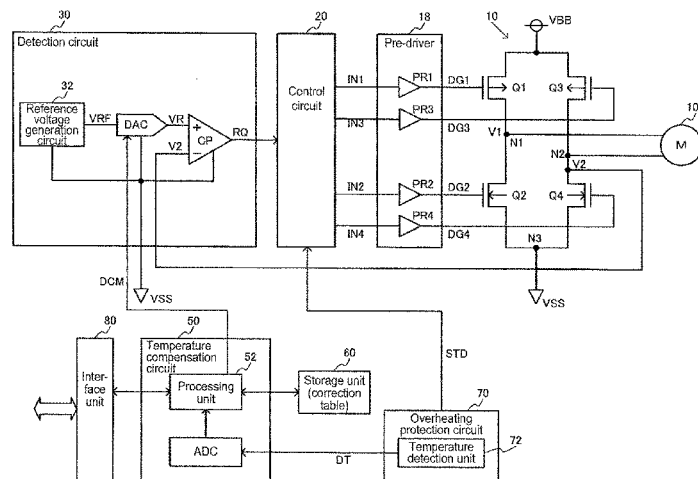 30
20
18
10
VBB
Detection circuit
Pre-driver
32
Reference
voltage
generation
circuit
VRF
DAC
VR
+
CP
−
V2
RQ
Control
circuit
IN1
PR1
DG1
Q1
Q3
IN3
PR3
DG3
V1
N1
N2
V2
M
IN2
PR2
DG2
Q2
Q4
IN4
PR4
DG4
N3
VSS
DCM
VSS
80
50
Temperature
compensation
circuit
52
60
STD
Inter-
face
unit
Processing
unit
Storage unit
(correction
table)
70
Overheating
protection circuit
72
ADC
DT
Temperature
detection unit